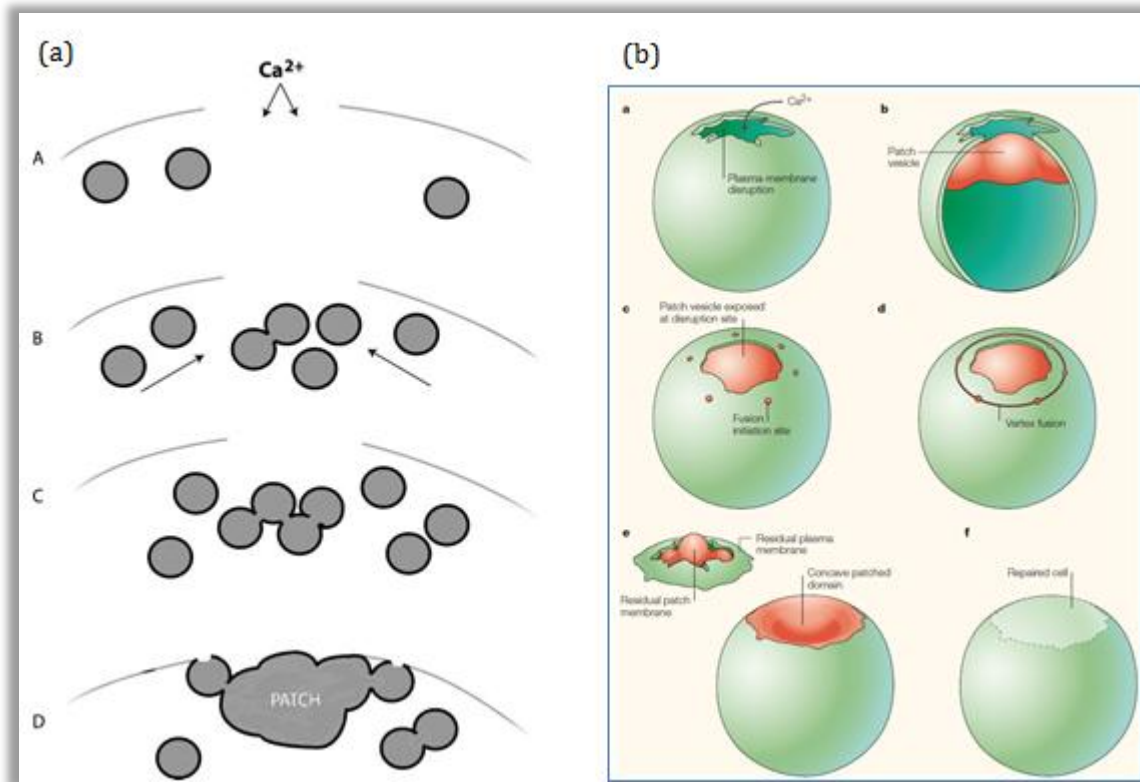 (a)
Ca2+
A
B
C
PATCH
D
(b)
a
Ca2+
Plasma membrane
disruption
b
Patch
vesicle
c
Patch vesicle exposed
at disruption site
Fusion
initiation site
d
Vertex fusion
e
Residual plasma
membrane
Concave patched
domain
Residual patch
membrane
f
Repaired cell